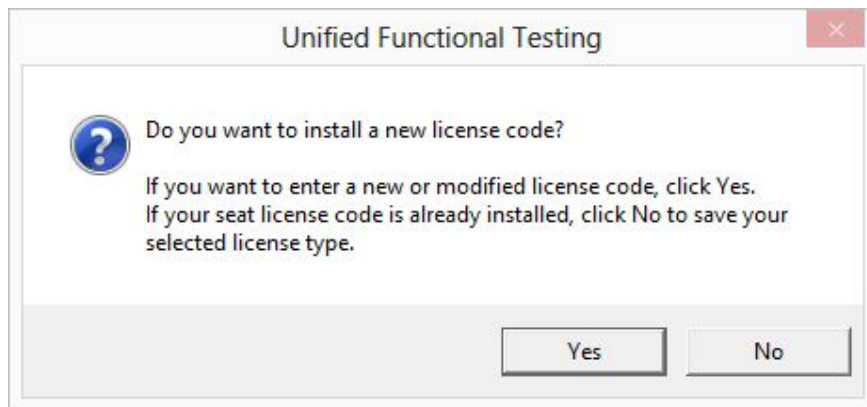 Unified Functional Testing
Do you want to install a new license code?
If you want to enter a new or modified license code, click Yes.
If your seat license code is already installed, click No to save your
selected license type.
Yes
No